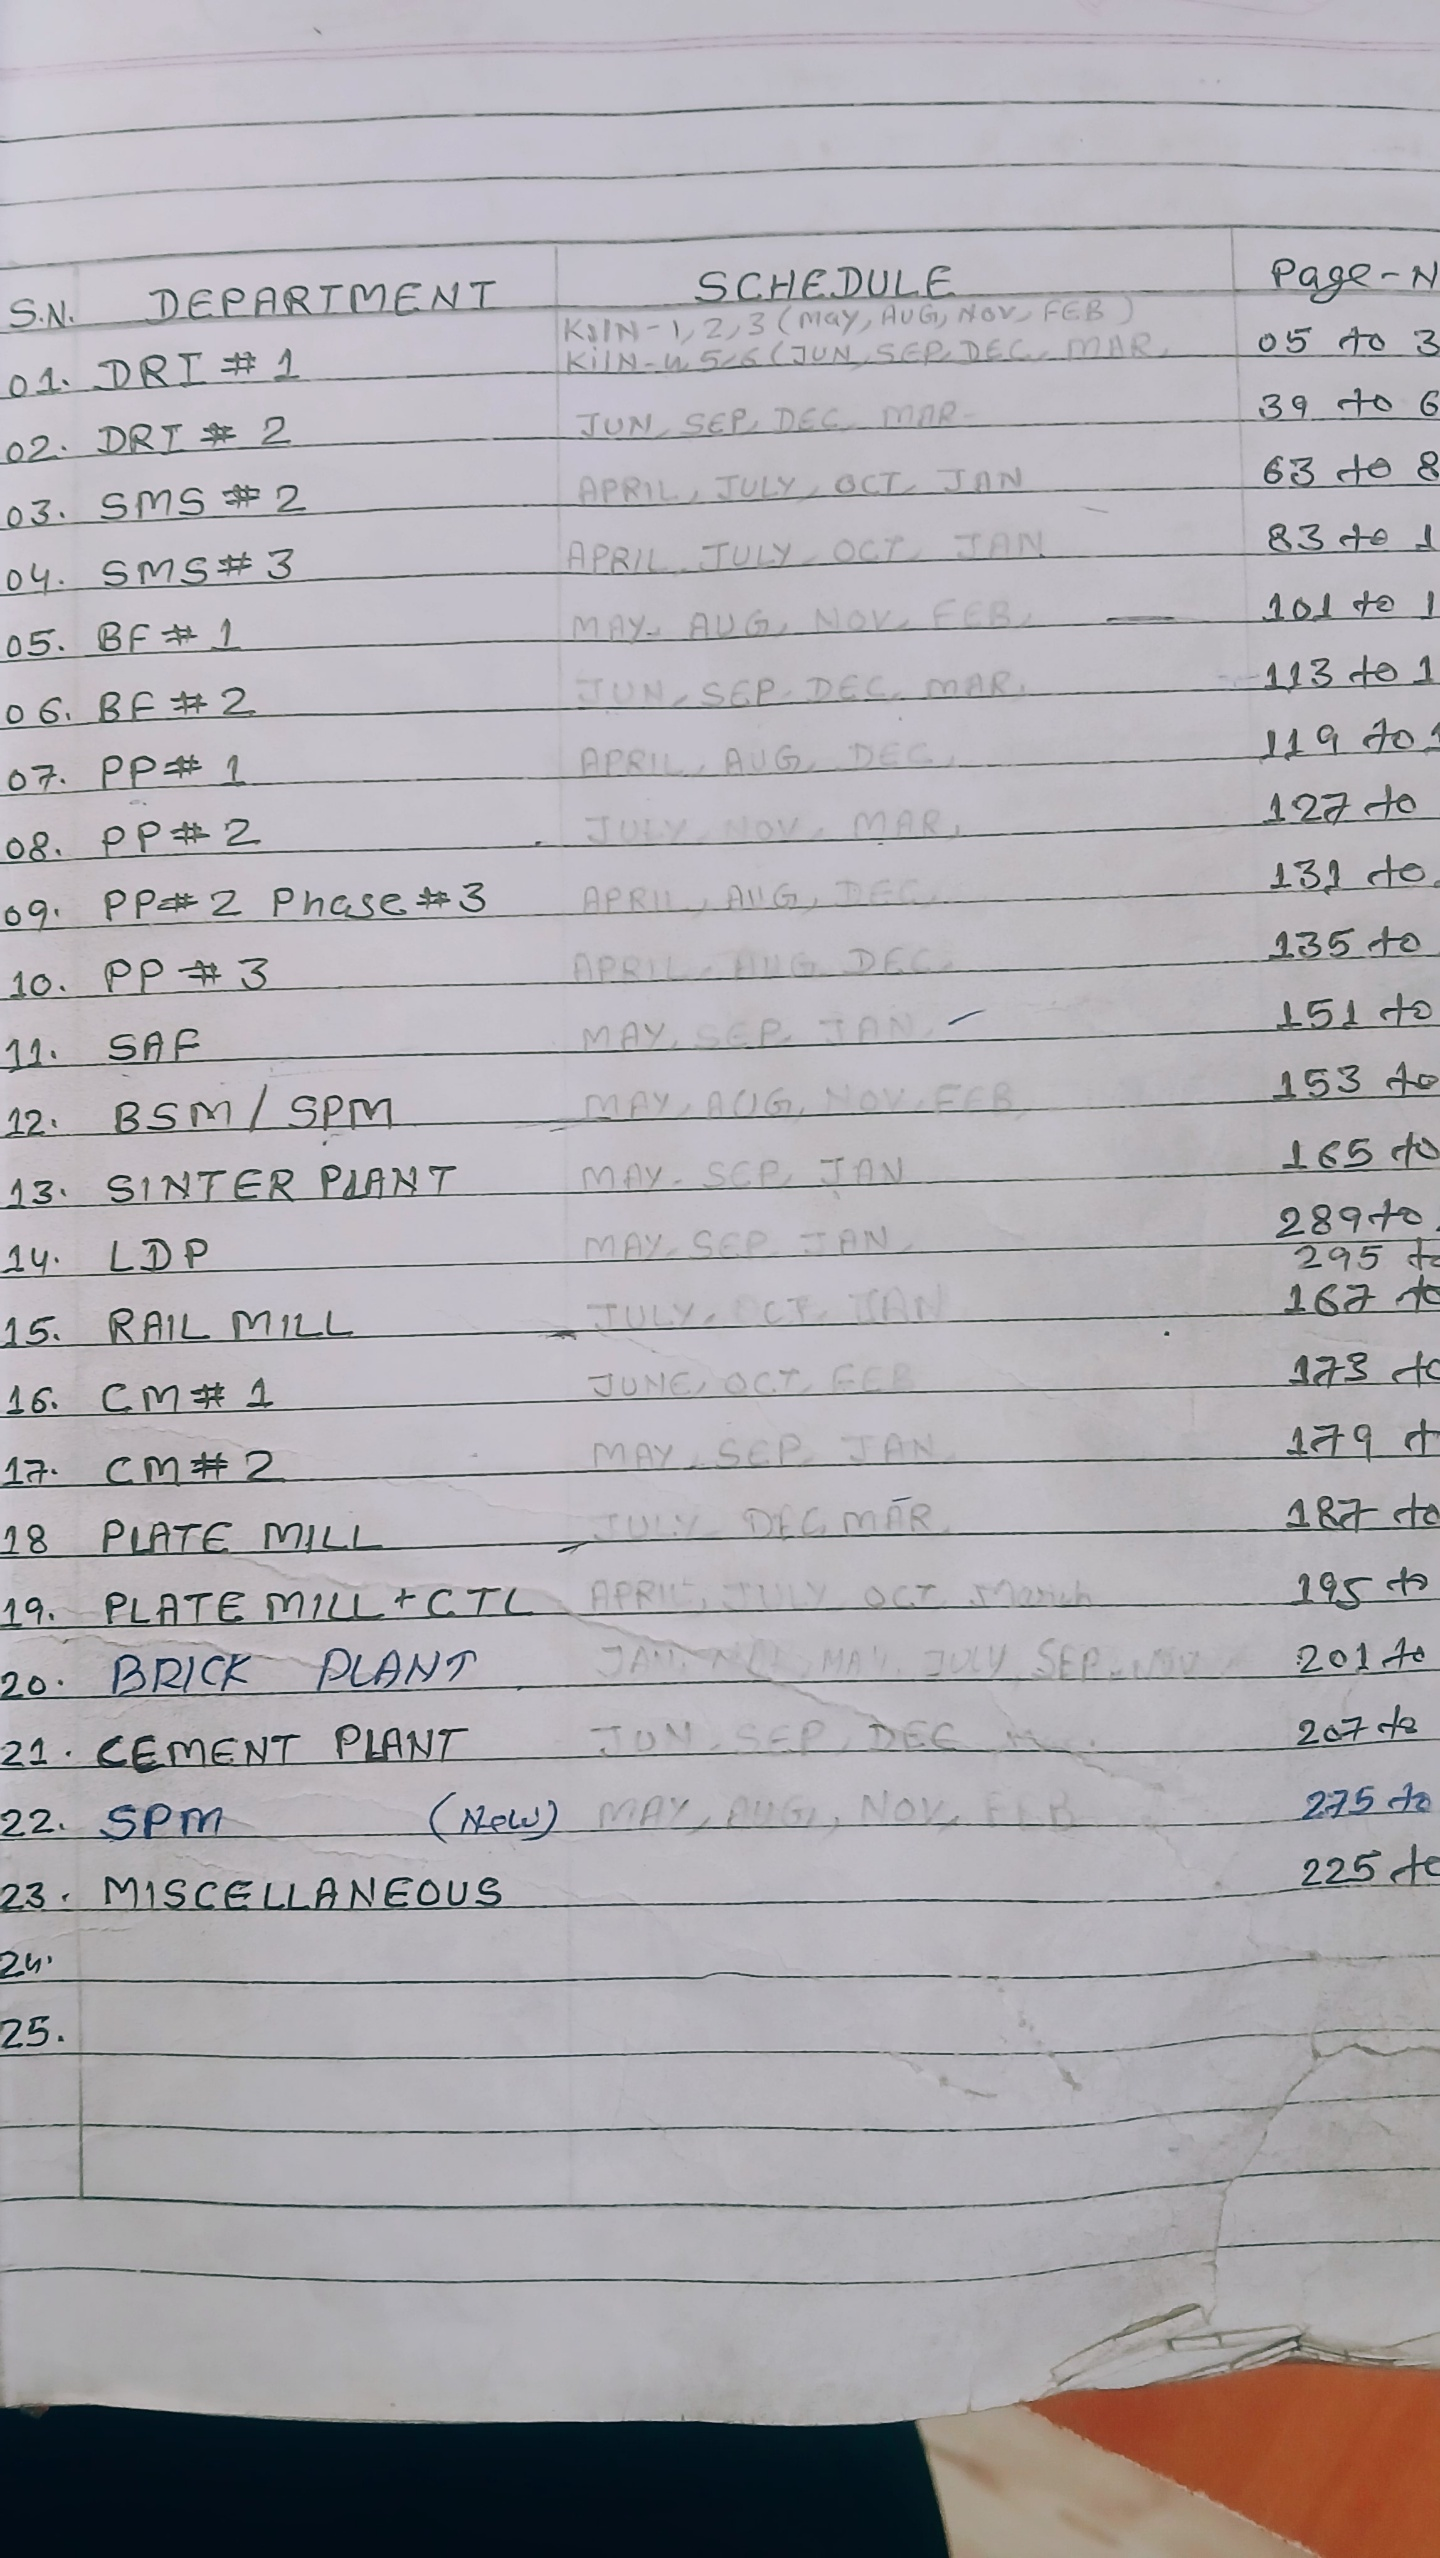 S.N. DEPARTMENT SCHEDULE Page-N
KiIN-1,2,3 (May, AUG, NOV, FEB)
01. DRI # 1 KiIN-4,5,6 (JUN, SEP, DEC, MAR. 05 to 3
02. DRI # 2 JUN, SEP, DEC, MAR- 39 to 6
03. SMS # 2 APRIL, JULY, OCT, JAN 63 to 8
04. SMS # 3 APRIL, JULY, OCT, JAN 83 to 1
05. BF # 1 MAY, AUG, NOV, FEB, 101 to 1
06. BF # 2 JUN, SEP, DEC, MAR. 113 to 1
07. PP # 1 APRIL, AUG, DEC, 119 to 1
08. PP # 2 JULY, NOV, MAR, 127 to
09. PP # 2 Phase # 3 APRIL, AUG, DEC, 131 to
10. PP # 3 APRIL, AUG, DEC. 135 to
11. SAF MAY, SEP, JAN, 151 to
12. BSM / SPM MAY, AUG, NOV, FEB, 153 to
13. SINTER PLANT MAY, SEP, JAN 165 to
14. LDP MAY, SEP, JAN, 289 to
295 to
15. RAIL MILL JULY, OCT, JAN 167 to
16. CM # 1 JUNE, OCT, FEB 173 to
17. CM # 2 MAY, SEP, JAN, 179 t
18 PLATE MILL JULY, DEC, MAR, 187 to
19. PLATE MILL + CTL APRIL, JULY, OCT, March 195 to
20. BRICK PLANT JAN, MAY, JULY, SEP, NOV 201 to
21. CEMENT PLANT JUN, SEP, DEC 207 to
22. SPM (New) MAY, AUG, NOV, FEB 275 to
23. MISCELLANEOUS 225 to
24.
25.